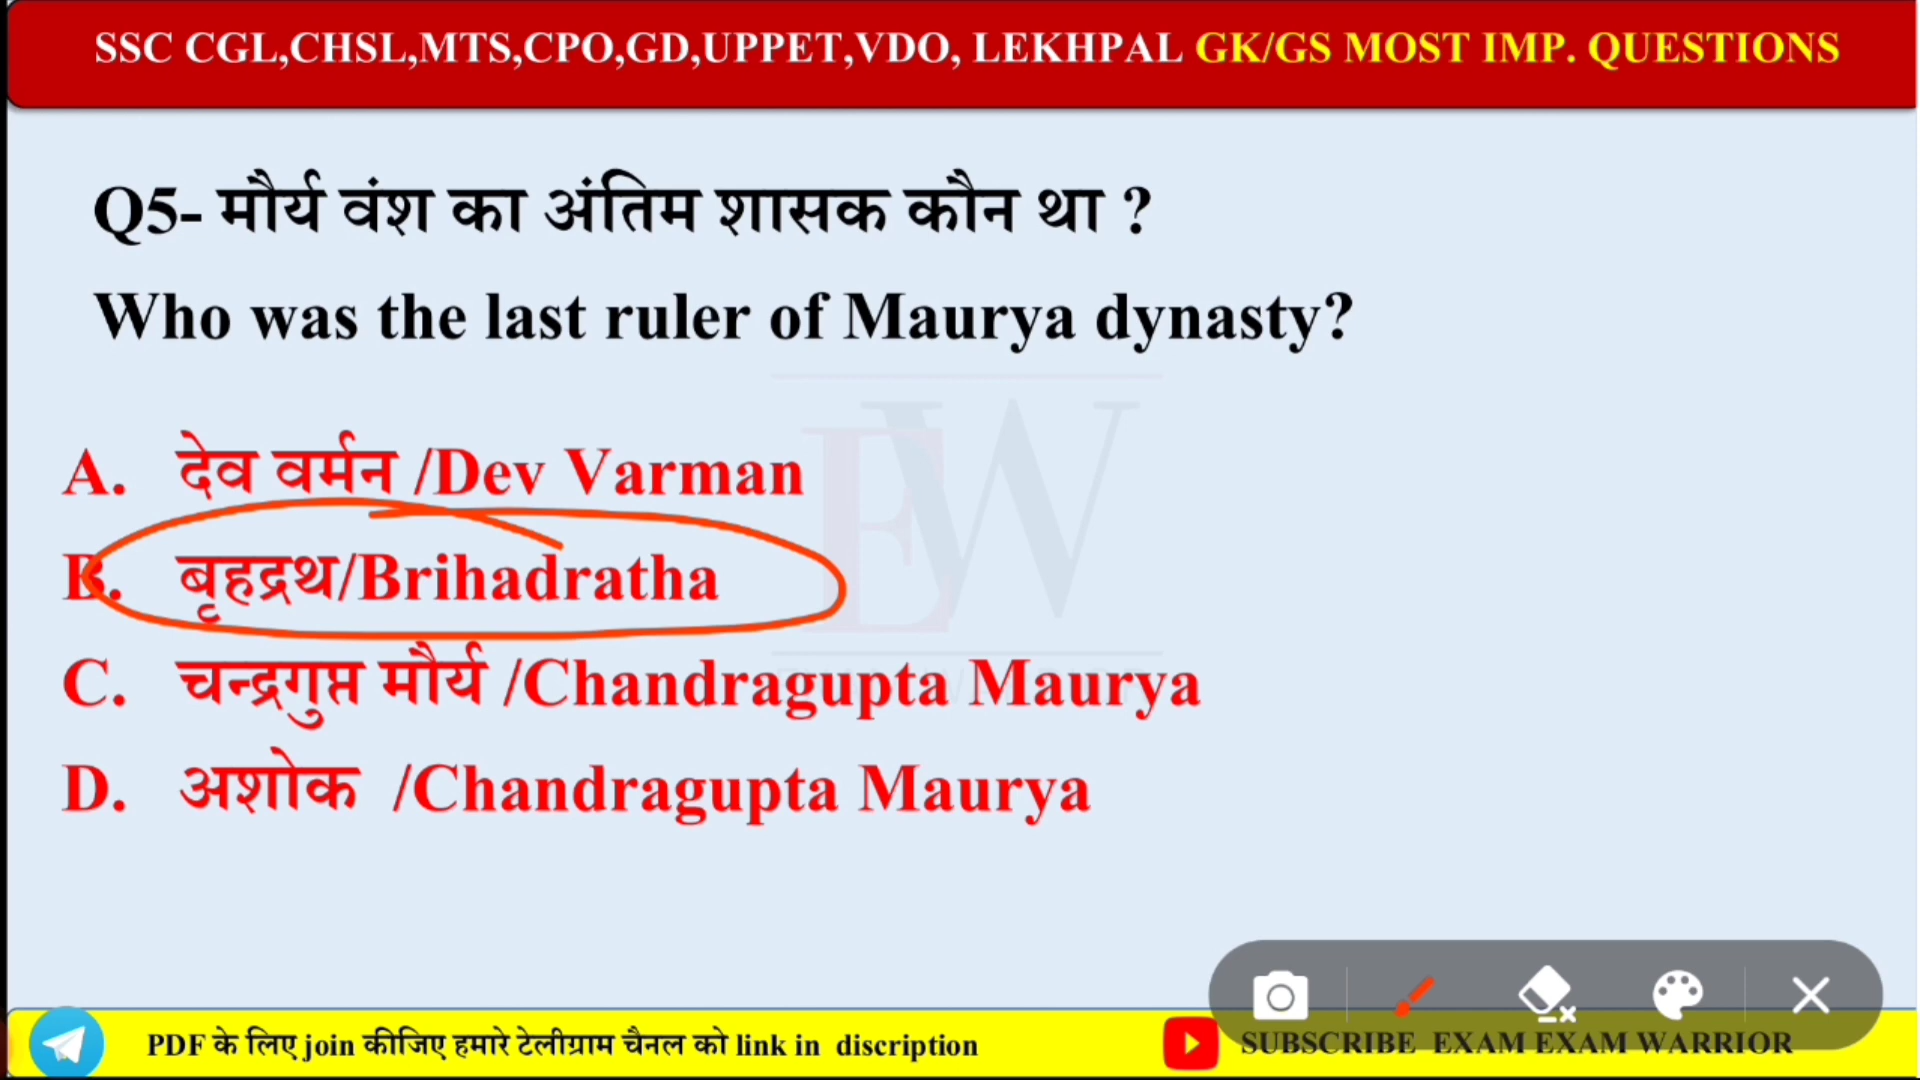 SSC CGL,CHSL,MTS,CPO,GD,UPPET,VDO, LEKHPAL GK/GS MOST IMP. QUESTIONS
Q5- मौर्य वंश का अंतिम शासक कौन था ?
Who was the last ruler of Maurya dynasty?
A. देव वर्मन /Dev Varman
B. बृहद्रथ/Brihadratha
C. चन्द्रगुप्त मौर्य /Chandragupta Maurya
D. अशोक /Chandragupta Maurya
EW
PDF के लिए join कीजिए हमारे टेलीग्राम चैनल को link in discription
SUBSCRIBE EXAM EXAM WARRIOR